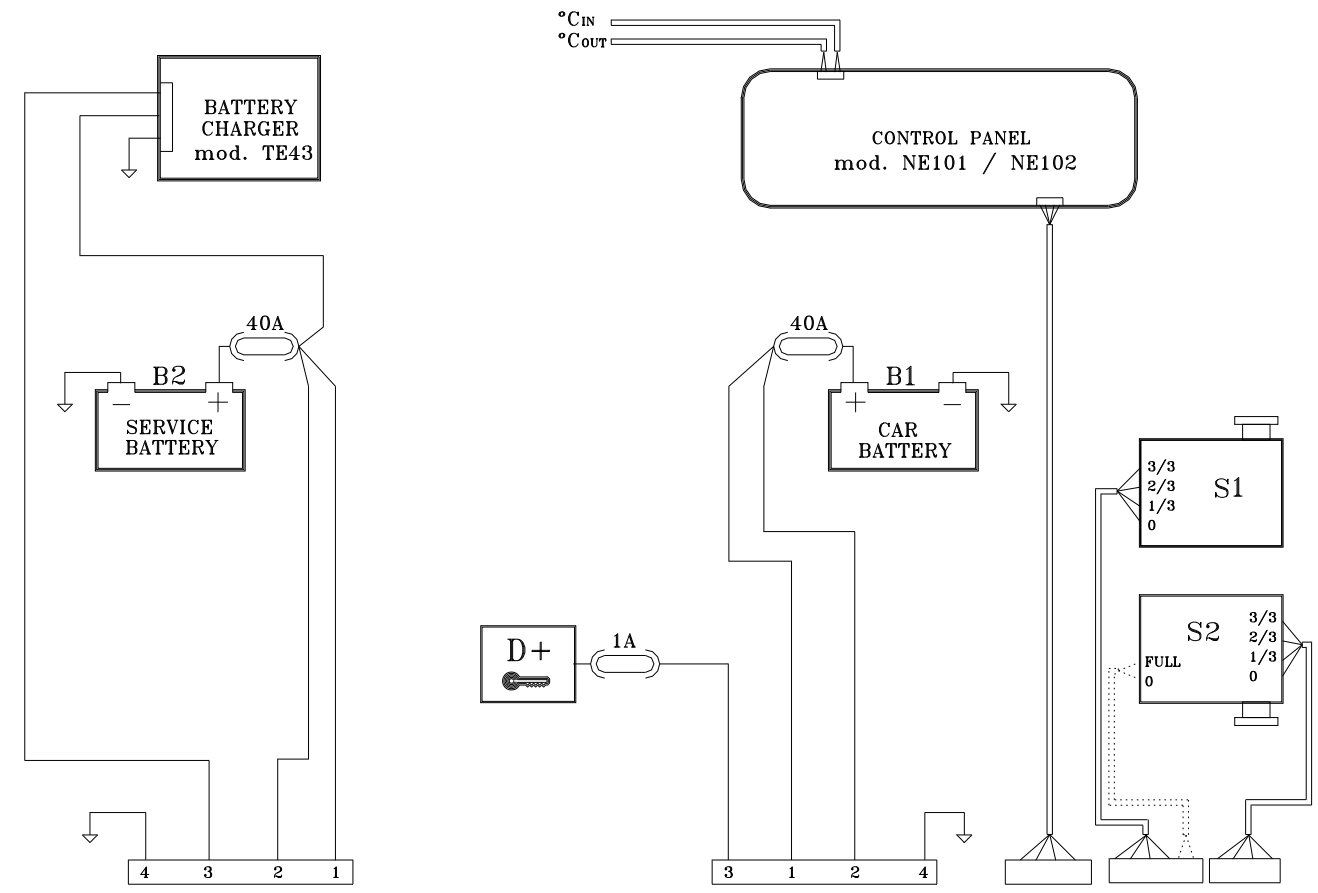 °CIN
°COUT
BATTERY
CHARGER
mod. TE43
CONTROL PANEL
mod. NE101 / NE102
40A
B2
− +
SERVICE
BATTERY
40A
B1
+ −
CAR
BATTERY
3/3
2/3
1/3
0
S1
S2
3/3
2/3
1/3
0
FULL
0
D+
1A
4 3 2 1
3 1 2 4